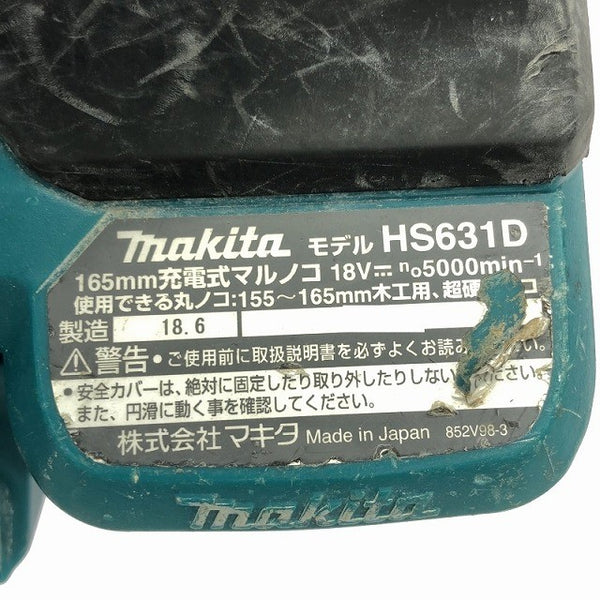 makita モデル HS631D
165mm充電式マルノコ 18V⎓ n₀5000min⁻¹
使用できる丸ノコ:155～165mm木工用、超硬 コ
製造 18.6
⚠警告・ご使用前に取扱説明書を必ずよくお読み
・安全カバーは、絶対に固定したり取り外したりしない ください。
また、円滑に動く事を確認してください。
株式会社マキタ Made in Japan 852V98-3
makita